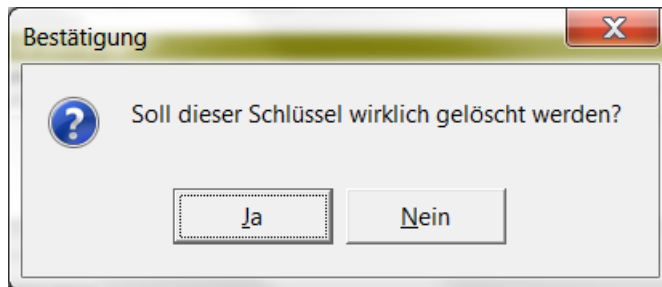 Bestätigung
Soll dieser Schlüssel wirklich gelöscht werden?
Ja
Nein